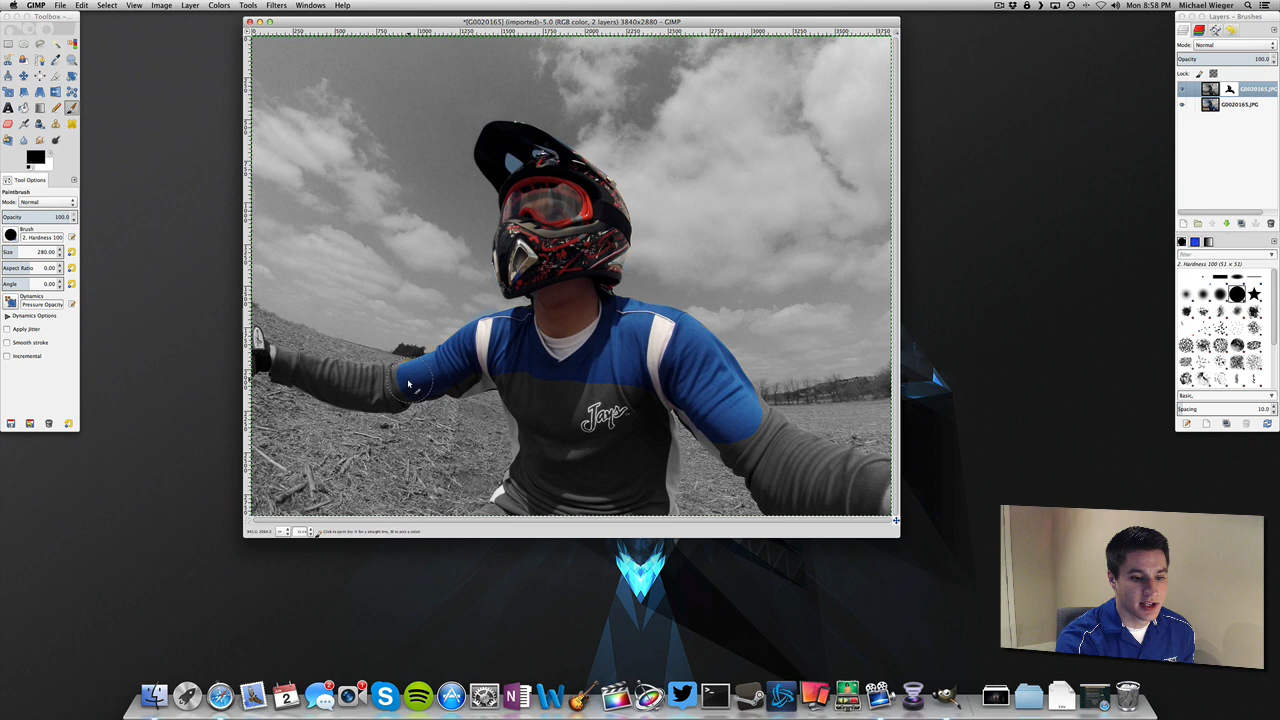 GIMP File Edit Select View Image Layer Colors Tools Filters Windows Help
Mon 8:58 PM Michael Wieger
Toolbox –...
*[G0020165] (imported)-5.0 (RGB color, 2 layers) 3840x2880 – GIMP
Layers – Brushes
Mode: Normal
Opacity 100.0
Lock:
G0020165.JPG
G0020165.JPG
Tool Options
Paintbrush
Mode: Normal
Opacity 100.0
Brush
2. Hardness 100
Size 280.00
Aspect Ratio 0.00
Angle 0.00
Dynamics
Pressure Opacity
Dynamics Options
Apply Jitter
Smooth stroke
Incremental
Jays
filter
2. Hardness 100 (51 × 51)
Basic,
Spacing 10.0